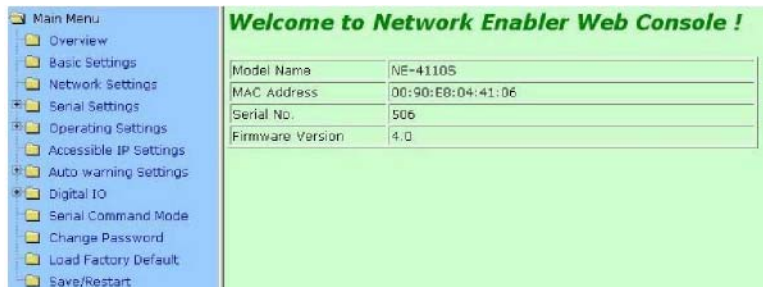 Main Menu
Overview
Basic Settings
Network Settings
Serial Settings
Operating Settings
Accessible IP Settings
Auto warning Settings
Digital IO
Serial Command Mode
Change Password
Load Factory Default
Save/Restart
Welcome to Network Enabler Web Console !
Model Name NE-4110S
MAC Address 00:90:E8:04:41:06
Serial No. 506
Firmware Version 4.0